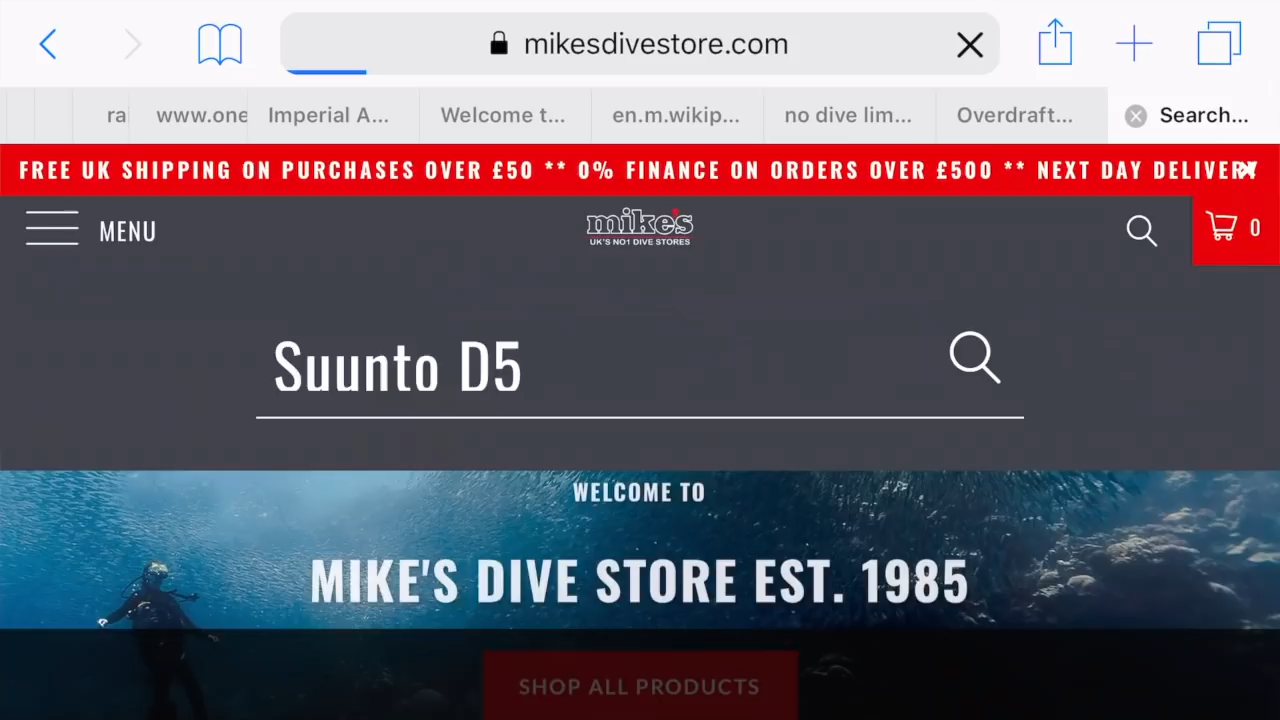 mikesdivestore.com
ra
www.one
Imperial A...
Welcome t...
en.m.wikip...
no dive lim...
Overdraft...
Search...
FREE UK SHIPPING ON PURCHASES OVER £50 ** 0% FINANCE ON ORDERS OVER £500 ** NEXT DAY DELIVERY
MENU
mike's
UK'S NO1 DIVE STORES
0
Suunto D5
WELCOME TO
MIKE'S DIVE STORE EST. 1985
SHOP ALL PRODUCTS